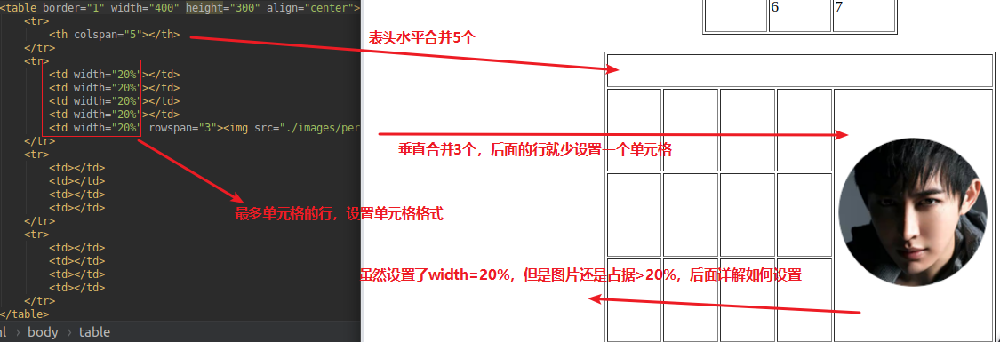 <table border="1" width="400" height="300" align="center">
<tr>
<th colspan="5"></th>
</tr>
<tr>
<td width="20%"></td>
<td width="20%"></td>
<td width="20%"></td>
<td width="20%"></td>
<td width="20%" rowspan="3"><img src="./images/per
</tr>
<tr>
<td></td>
<td></td>
<td></td>
<td></td>
</tr>
<tr>
<td></td>
<td></td>
<td></td>
<td></td>
</tr>
</table>
nl › body › table
6 7
表头水平合并5个
垂直合并3个，后面的行就少设置一个单元格
最多单元格的行，设置单元格格式
虽然设置了width=20%，但是图片还是占据>20%，后面详解如何设置